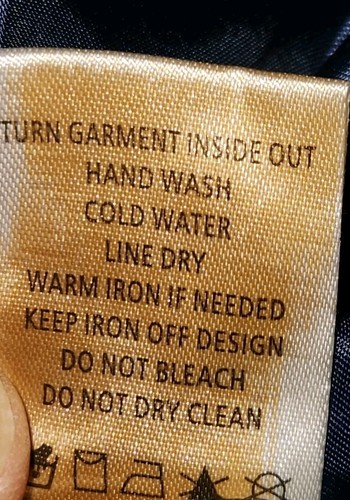 TURN GARMENT INSIDE OUT
HAND WASH
COLD WATER
LINE DRY
WARM IRON IF NEEDED
KEEP IRON OFF DESIGN
DO NOT BLEACH
DO NOT DRY CLEAN